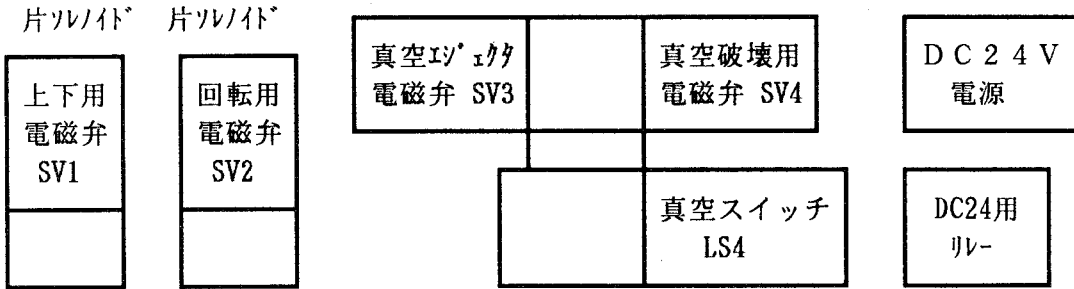 片ソレノイド　片ソレノイド
上下用
電磁弁
SV1
回転用
電磁弁
SV2
真空エジェクタ
電磁弁 SV3
真空破壊用
電磁弁 SV4
DC24V
電源
真空スイッチ
LS4
DC24用
リレー